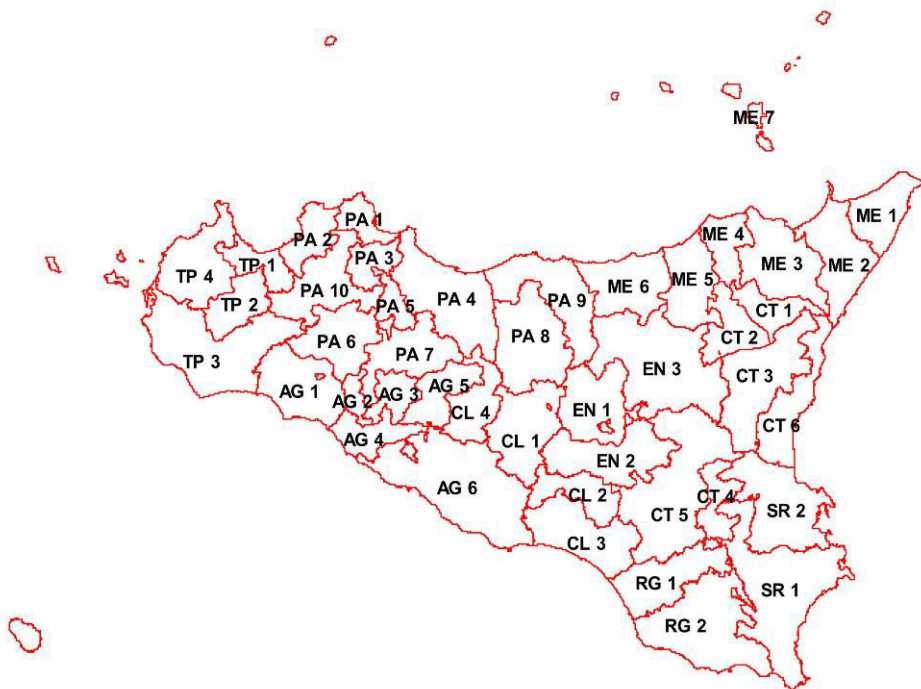 ME 7
ME 1
PA 1
ME 4
PA 2
PA 3
ME 3
ME 2
TP 1
TP 4
ME 5
PA 10
ME 6
PA 4
PA 9
TP 2
PA 5
CT 1
PA 8
CT 2
PA 6
PA 7
TP 3
EN 3
CT 3
AG 5
AG 1
AG 3
AG 2
CL 4
EN 1
CT 6
AG 4
CL 1
EN 2
AG 6
CL 2
CT 4
SR 2
CT 5
CL 3
RG 1
SR 1
RG 2